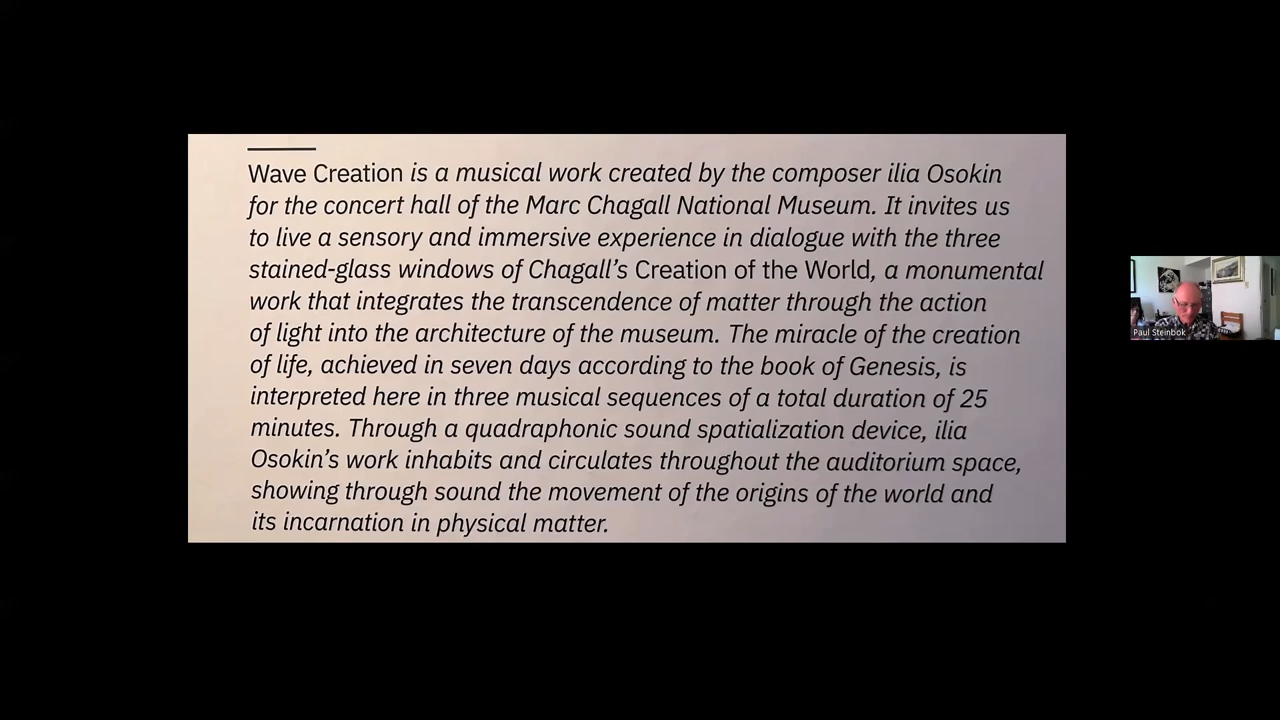 Wave Creation is a musical work created by the composer ilia Osokin
for the concert hall of the Marc Chagall National Museum. It invites us
to live a sensory and immersive experience in dialogue with the three
stained-glass windows of Chagall's Creation of the World, a monumental
work that integrates the transcendence of matter through the action
of light into the architecture of the museum. The miracle of the creation
of life, achieved in seven days according to the book of Genesis, is
interpreted here in three musical sequences of a total duration of 25
minutes. Through a quadraphonic sound spatialization device, ilia
Osokin's work inhabits and circulates throughout the auditorium space,
showing through sound the movement of the origins of the world and
its incarnation in physical matter.
Paul Steinbok